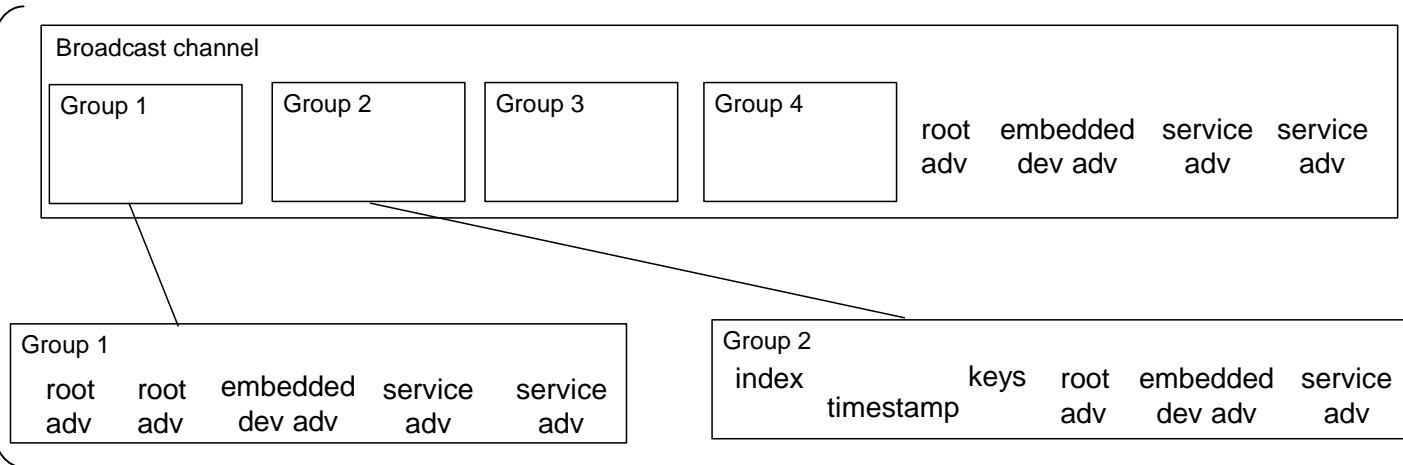 Broadcast channel
Group 1
Group 2
Group 3
Group 4
root adv
embedded dev adv
service adv
service adv
Group 1
root adv
root adv
embedded dev adv
service adv
service adv
Group 2
index
timestamp
keys
root adv
embedded dev adv
service adv